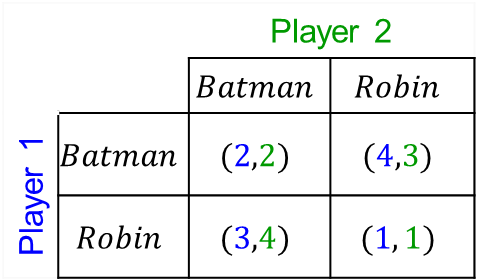 Player 2
Batman Robin
Player 1
Batman (2,2) (4,3)
Robin (3,4) (1, 1)